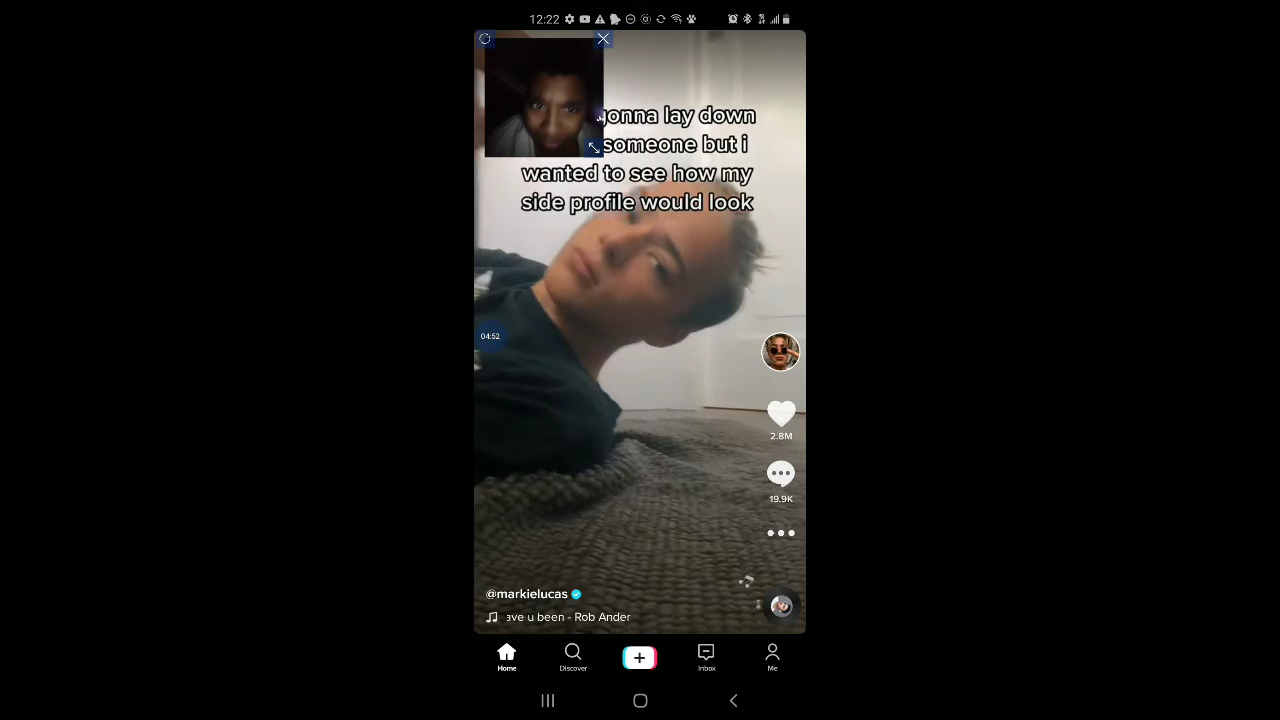 12:22
gonna lay down
someone but i
wanted to see how my
side profile would look
04:52
2.8M
19.9K
@markielucas
ave u been - Rob Ander
Home
Discover
Inbox
Me